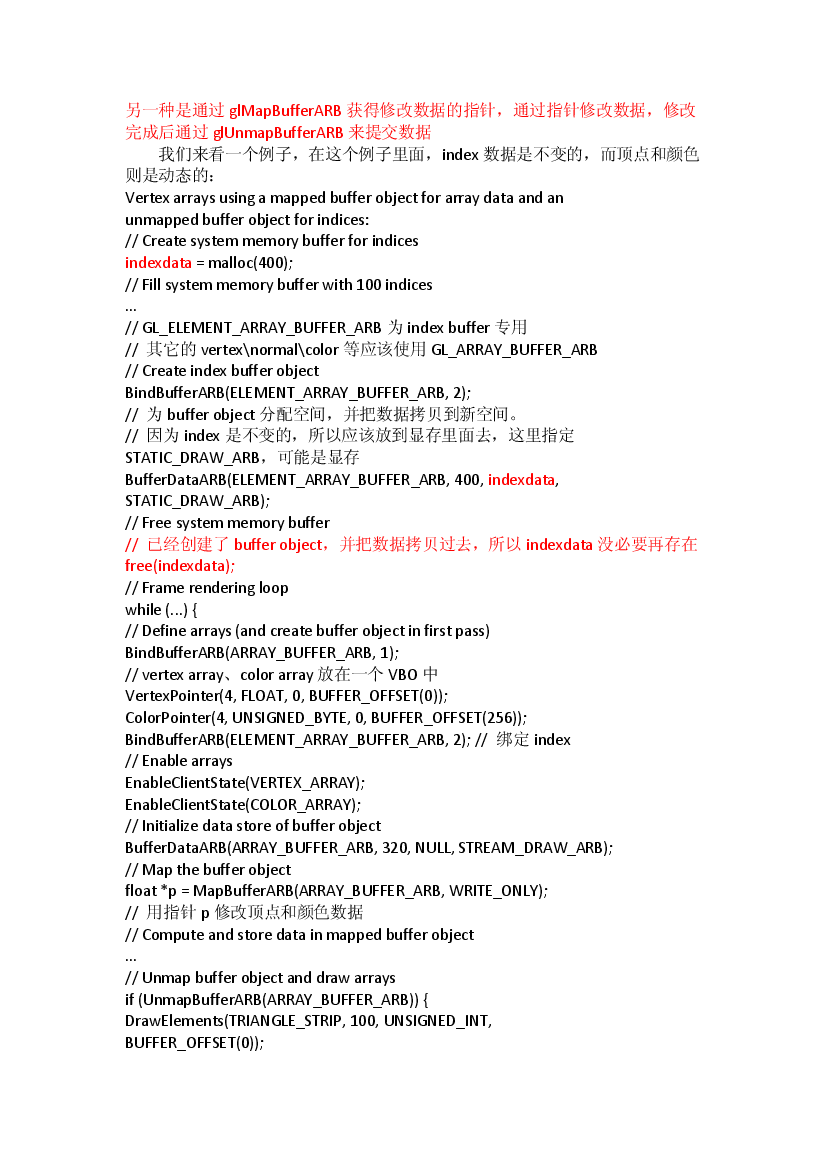 另一种是通过 glMapBufferARB 获得修改数据的指针，通过指针修改数据，修改
完成后通过 glUnmapBufferARB 来提交数据
我们来看一个例子，在这个例子里面，index 数据是不变的，而顶点和颜色
则是动态的：
Vertex arrays using a mapped buffer object for array data and an
unmapped buffer object for indices:
// Create system memory buffer for indices
indexdata = malloc(400);
// Fill system memory buffer with 100 indices
...
// GL_ELEMENT_ARRAY_BUFFER_ARB 为 index buffer 专用
// 其它的 vertex\normal\color 等应该使用 GL_ARRAY_BUFFER_ARB
// Create index buffer object
BindBufferARB(ELEMENT_ARRAY_BUFFER_ARB, 2);
// 为 buffer object 分配空间，并把数据拷贝到新空间。
// 因为 index 是不变的，所以应该放到显存里面去，这里指定
STATIC_DRAW_ARB，可能是显存
BufferDataARB(ELEMENT_ARRAY_BUFFER_ARB, 400, indexdata,
STATIC_DRAW_ARB);
// Free system memory buffer
// 已经创建了 buffer object，并把数据拷贝过去，所以 indexdata 没必要再存在
free(indexdata);
// Frame rendering loop
while (...) {
// Define arrays (and create buffer object in first pass)
BindBufferARB(ARRAY_BUFFER_ARB, 1);
// vertex array、color array 放在一个 VBO 中
VertexPointer(4, FLOAT, 0, BUFFER_OFFSET(0));
ColorPointer(4, UNSIGNED_BYTE, 0, BUFFER_OFFSET(256));
BindBufferARB(ELEMENT_ARRAY_BUFFER_ARB, 2); // 绑定 index
// Enable arrays
EnableClientState(VERTEX_ARRAY);
EnableClientState(COLOR_ARRAY);
// Initialize data store of buffer object
BufferDataARB(ARRAY_BUFFER_ARB, 320, NULL, STREAM_DRAW_ARB);
// Map the buffer object
float *p = MapBufferARB(ARRAY_BUFFER_ARB, WRITE_ONLY);
// 用指针 p 修改顶点和颜色数据
// Compute and store data in mapped buffer object
...
// Unmap buffer object and draw arrays
if (UnmapBufferARB(ARRAY_BUFFER_ARB)) {
DrawElements(TRIANGLE_STRIP, 100, UNSIGNED_INT,
BUFFER_OFFSET(0));